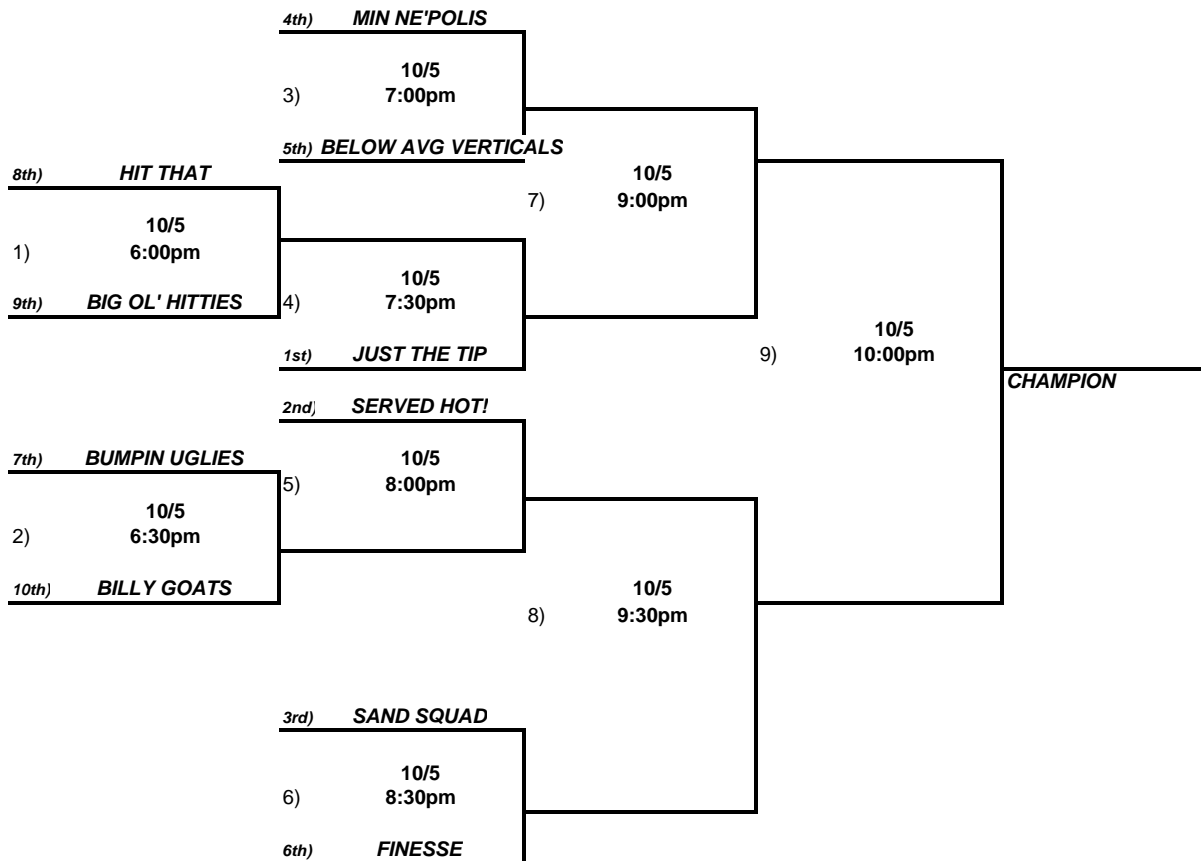 4th) MIN NE'POLIS
10/5
3) 7:00pm
5th) BELOW AVG VERTICALS
8th) HIT THAT
10/5
7) 9:00pm
10/5
1) 6:00pm
10/5
9th) BIG OL' HITTIES
4) 7:30pm
10/5
9) 10:00pm
1st) JUST THE TIP
CHAMPION
2nd) SERVED HOT!
7th) BUMPIN UGLIES
10/5
5) 8:00pm
10/5
2) 6:30pm
10th) BILLY GOATS
10/5
8) 9:30pm
3rd) SAND SQUAD
10/5
6) 8:30pm
6th) FINESSE